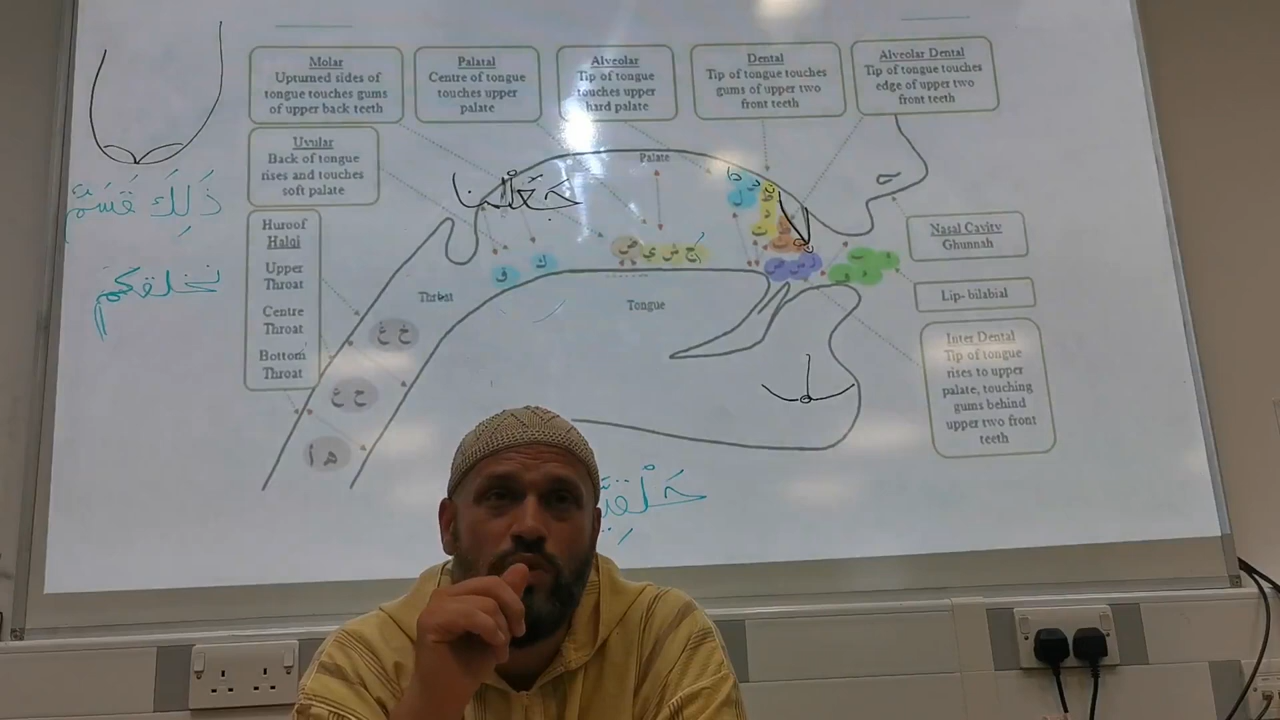 Molar
Upturned sides of
tongue touches gums
of upper back teeth
Palatal
Centre of tongue
touches upper
palate
Alveolar
Tip of tongue
touches upper
hard palate
Dental
Tip of tongue touches
gums of upper two
front teeth
Alveolar Dental
Tip of tongue touches
edge of upper two
front teeth
Uvular
Back of tongue
rises and touches
soft palate
Palate
جَعَلْنا
ذَلِكَ قَسَمٌ
نخلقكم
Huroof
Halqi
Upper
Throat
Centre
Throat
Bottom
Throat
Nasal Cavity
Ghunnah
Lip- bilabial
Inter Dental
Tip of tongue
rises to upper
palate, touching
gums behind
upper two front
teeth
ق
ك
ض ي ش ج
Throat
Tongue
خ غ
ه أ